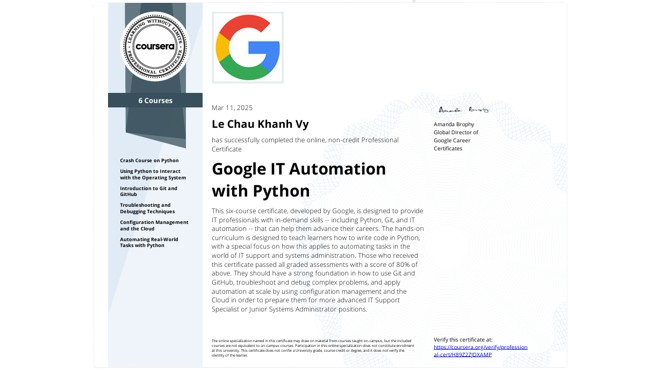 LEARNING WITHOUT LIMITS
coursera
PROFESSIONAL CERTIFICATE
6 Courses
Crash Course on Python
Using Python to Interact
with the Operating System
Introduction to Git and
GitHub
Troubleshooting and
Debugging Techniques
Configuration Management
and the Cloud
Automating Real-World
Tasks with Python
G
Mar 11, 2025
Le Chau Khanh Vy
has successfully completed the online, non-credit Professional
Certificate
Google IT Automation
with Python
This six-course certificate, developed by Google, is designed to provide
IT professionals with in-demand skills -- including Python, Git, and IT
automation -- that can help them advance their careers. The hands-on
curriculum is designed to teach learners how to write code in Python,
with a special focus on how this applies to automating tasks in the
world of IT support and systems administration. Those who received
this certificate passed all graded assessments with a score of 80% of
above. They should have a strong foundation in how to use Git and
GitHub, troubleshoot and debug complex problems, and apply
automation at scale by using configuration management and the
Cloud in order to prepare them for more advanced IT Support
Specialist or Junior Systems Administrator positions.
The online specialization named in this certificate may draw on material from courses taught on-campus, but the included
courses are not equivalent to on-campus courses. Participation in this online specialization does not constitute enrollment
at this university. This certificate does not confer a University grade, course credit or degree, and it does not verify the
identity of the learner.
Amanda Brophy
Global Director of
Google Career
Certificates
Verify this certificate at:
https://coursera.org/verify/profession
al-cert/H89Z2ZJOXAMP